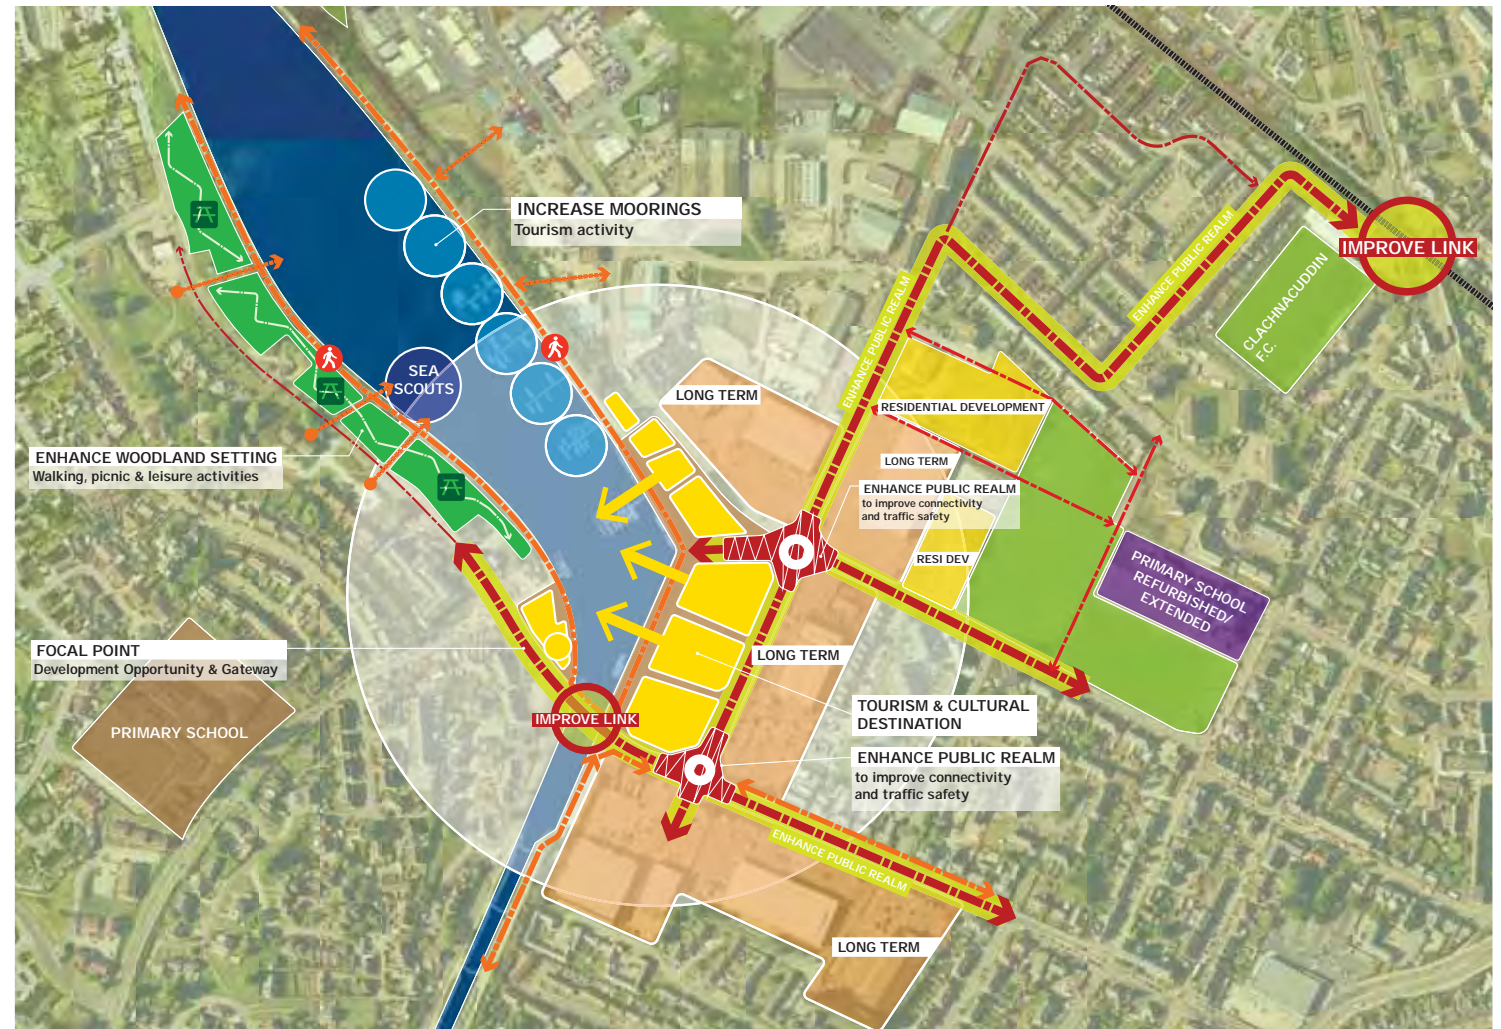 INCREASE MOORINGS
Tourism activity
ENHANCE PUBLIC REALM
IMPROVE LINK
CLACHNACUDDIN
F.C.
ENHANCE PUBLIC REALM
SEA
SCOUTS
LONG TERM
RESIDENTIAL DEVELOPMENT
ENHANCE WOODLAND SETTING
Walking, picnic & leisure activities
LONG TERM
ENHANCE PUBLIC REALM
to improve connectivity
and traffic safety
RESI DEV
PRIMARY SCHOOL
REFURBISHED/
EXTENDED
FOCAL POINT
Development Opportunity & Gateway
LONG TERM
PRIMARY SCHOOL
IMPROVE LINK
TOURISM & CULTURAL
DESTINATION
ENHANCE PUBLIC REALM
to improve connectivity
and traffic safety
ENHANCE PUBLIC REALM
LONG TERM